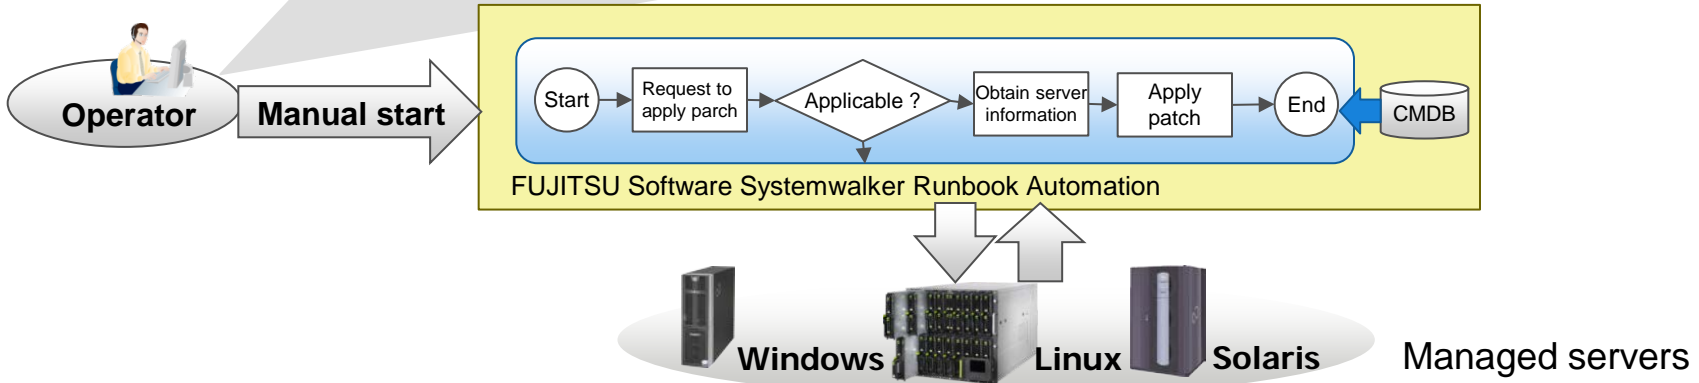 Operator
Manual start
Start
Request to
apply parch
Applicable ?
Obtain server
information
Apply
patch
End
CMDB
FUJITSU Software Systemwalker Runbook Automation
Windows
Linux
Solaris
Managed servers